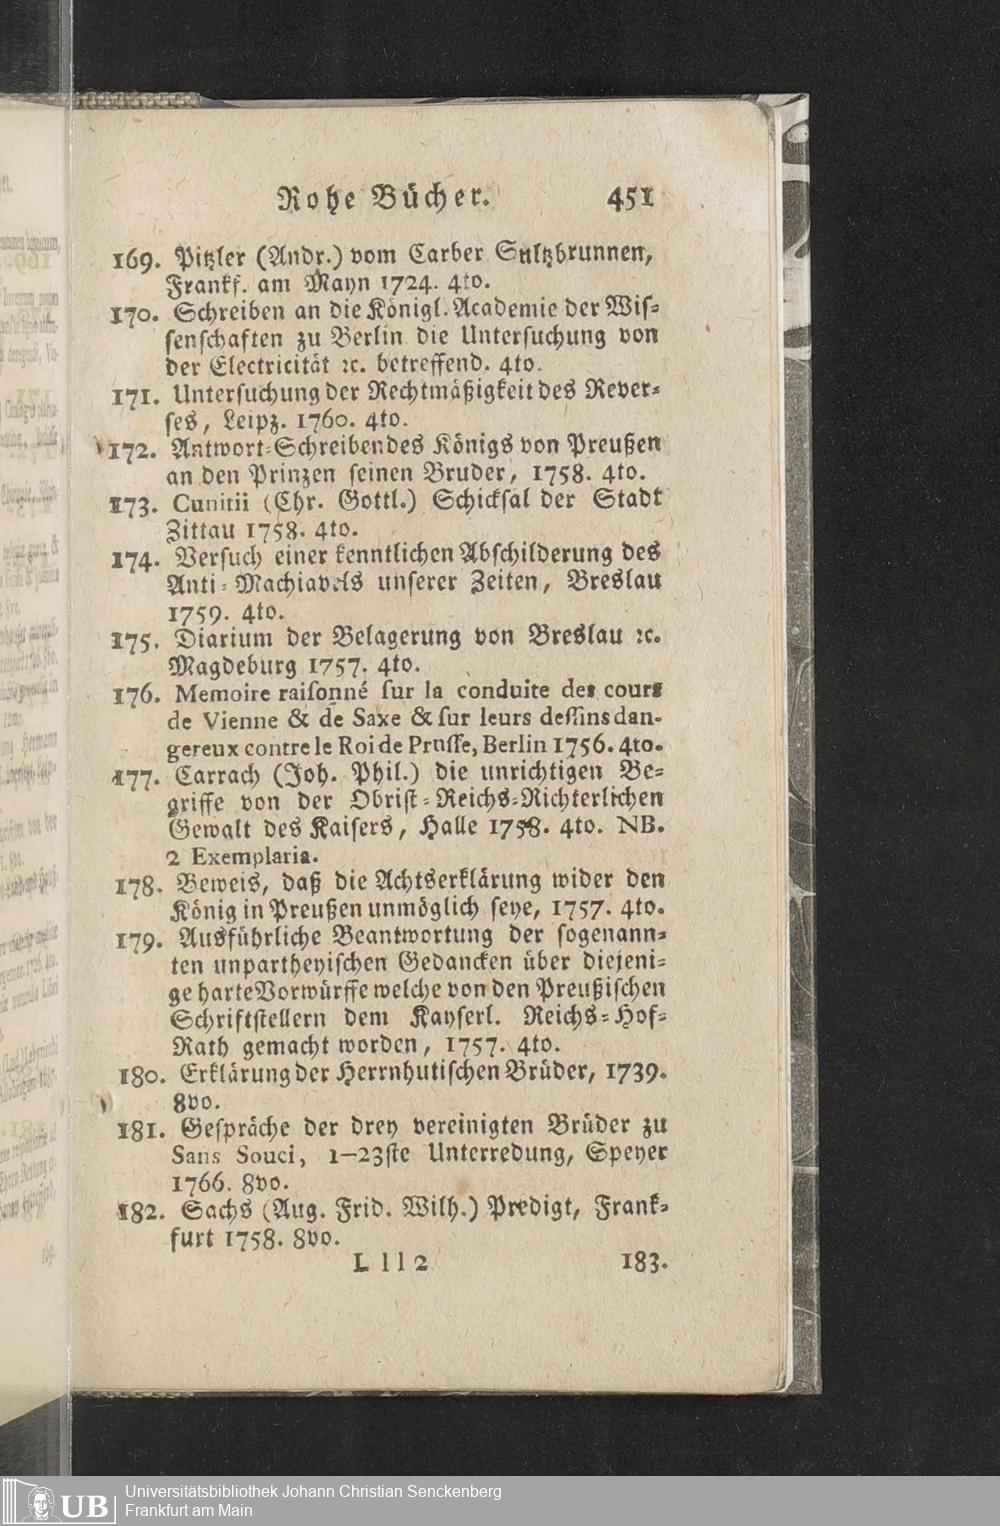 Rohe Bücher. 451
169. Pitzler (Andr.) vom Carber Sultzbrunnen,
Frankf. am Mayn 1724. 4to.
170. Schreiben an die Königl. Academie der Wis-
senschaften zu Berlin die Untersuchung von
der Electricität ꝛc. betreffend. 4to.
171. Untersuchung der Rechtmäßigkeit des Rever-
ses, Leipz. 1760. 4to.
172. Antwort-Schreiben des Königs von Preußen
an den Prinzen seinen Bruder, 1758. 4to.
173. Cunitii (Chr. Gottl.) Schicksal der Stadt
Zittau 1758. 4to.
174. Versuch einer kenntlichen Abschilderung des
Anti-Machiavels unserer Zeiten, Breslau
1759. 4to.
175. Diarium der Belagerung von Breslau ꝛc.
Magdeburg 1757. 4to.
176. Memoire raisonné sur la conduite des cours
de Vienne & de Saxe & sur leurs dessins dan-
gereux contre le Roi de Prusse, Berlin 1756. 4to.
177. Carrach (Joh. Phil.) die unrichtigen Be-
griffe von der Obrist-Reichs-Richterlichen
Gewalt des Kaisers, Halle 1758. 4to. NB.
2 Exemplaria.
178. Beweis, daß die Achtserklärung wider den
König in Preußen unmöglich seye, 1757. 4to.
179. Ausführliche Beantwortung der sogenann-
ten unpartheyischen Gedancken über diejeni-
ge harte Vorwürffe welche von den Preußischen
Schriftstellern dem Kayserl. Reichs-Hof-
Rath gemacht worden, 1757. 4to.
180. Erklärung der Herrnhutischen Brüder, 1739.
8vo.
181. Gespräche der drey vereinigten Brüder zu
Sans Souci, 1–23ste Unterredung, Speyer
1766. 8vo.
182. Sachs (Aug. Frid. Wilh.) Predigt, Frank-
furt 1758. 8vo.
L l l 2 183.
UB
Universitätsbibliothek Johann Christian Senckenberg
Frankfurt am Main